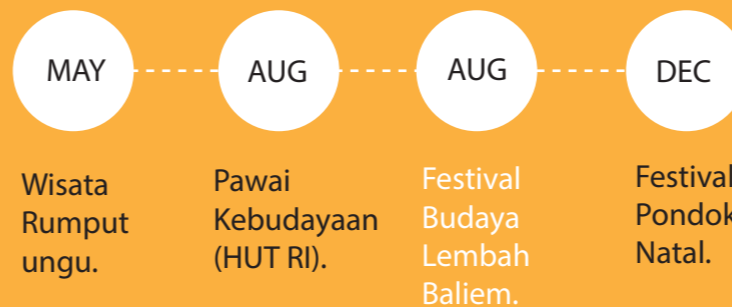 MAY
AUG
AUG
DEC
Wisata
Rumput
ungu.
Pawai
Kebudayaan
(HUT RI).
Festival
Budaya
Lembah
Baliem.
Festival
Pondok
Natal.